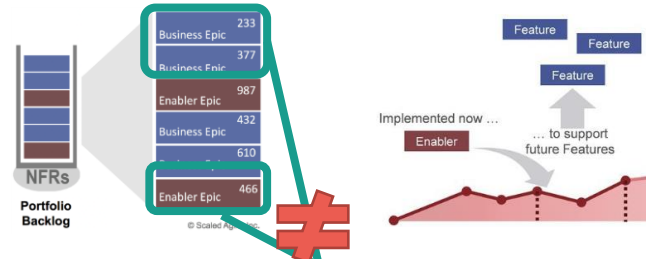 233
Business Epic
377
Business Epic
987
Enabler Epic
432
Business Epic
610
Enabler Epic
466
NFRs
Portfolio
Backlog
© Scaled
Inc.
Feature
Feature
Feature
Implemented now ...
Enabler
... to support
future Features